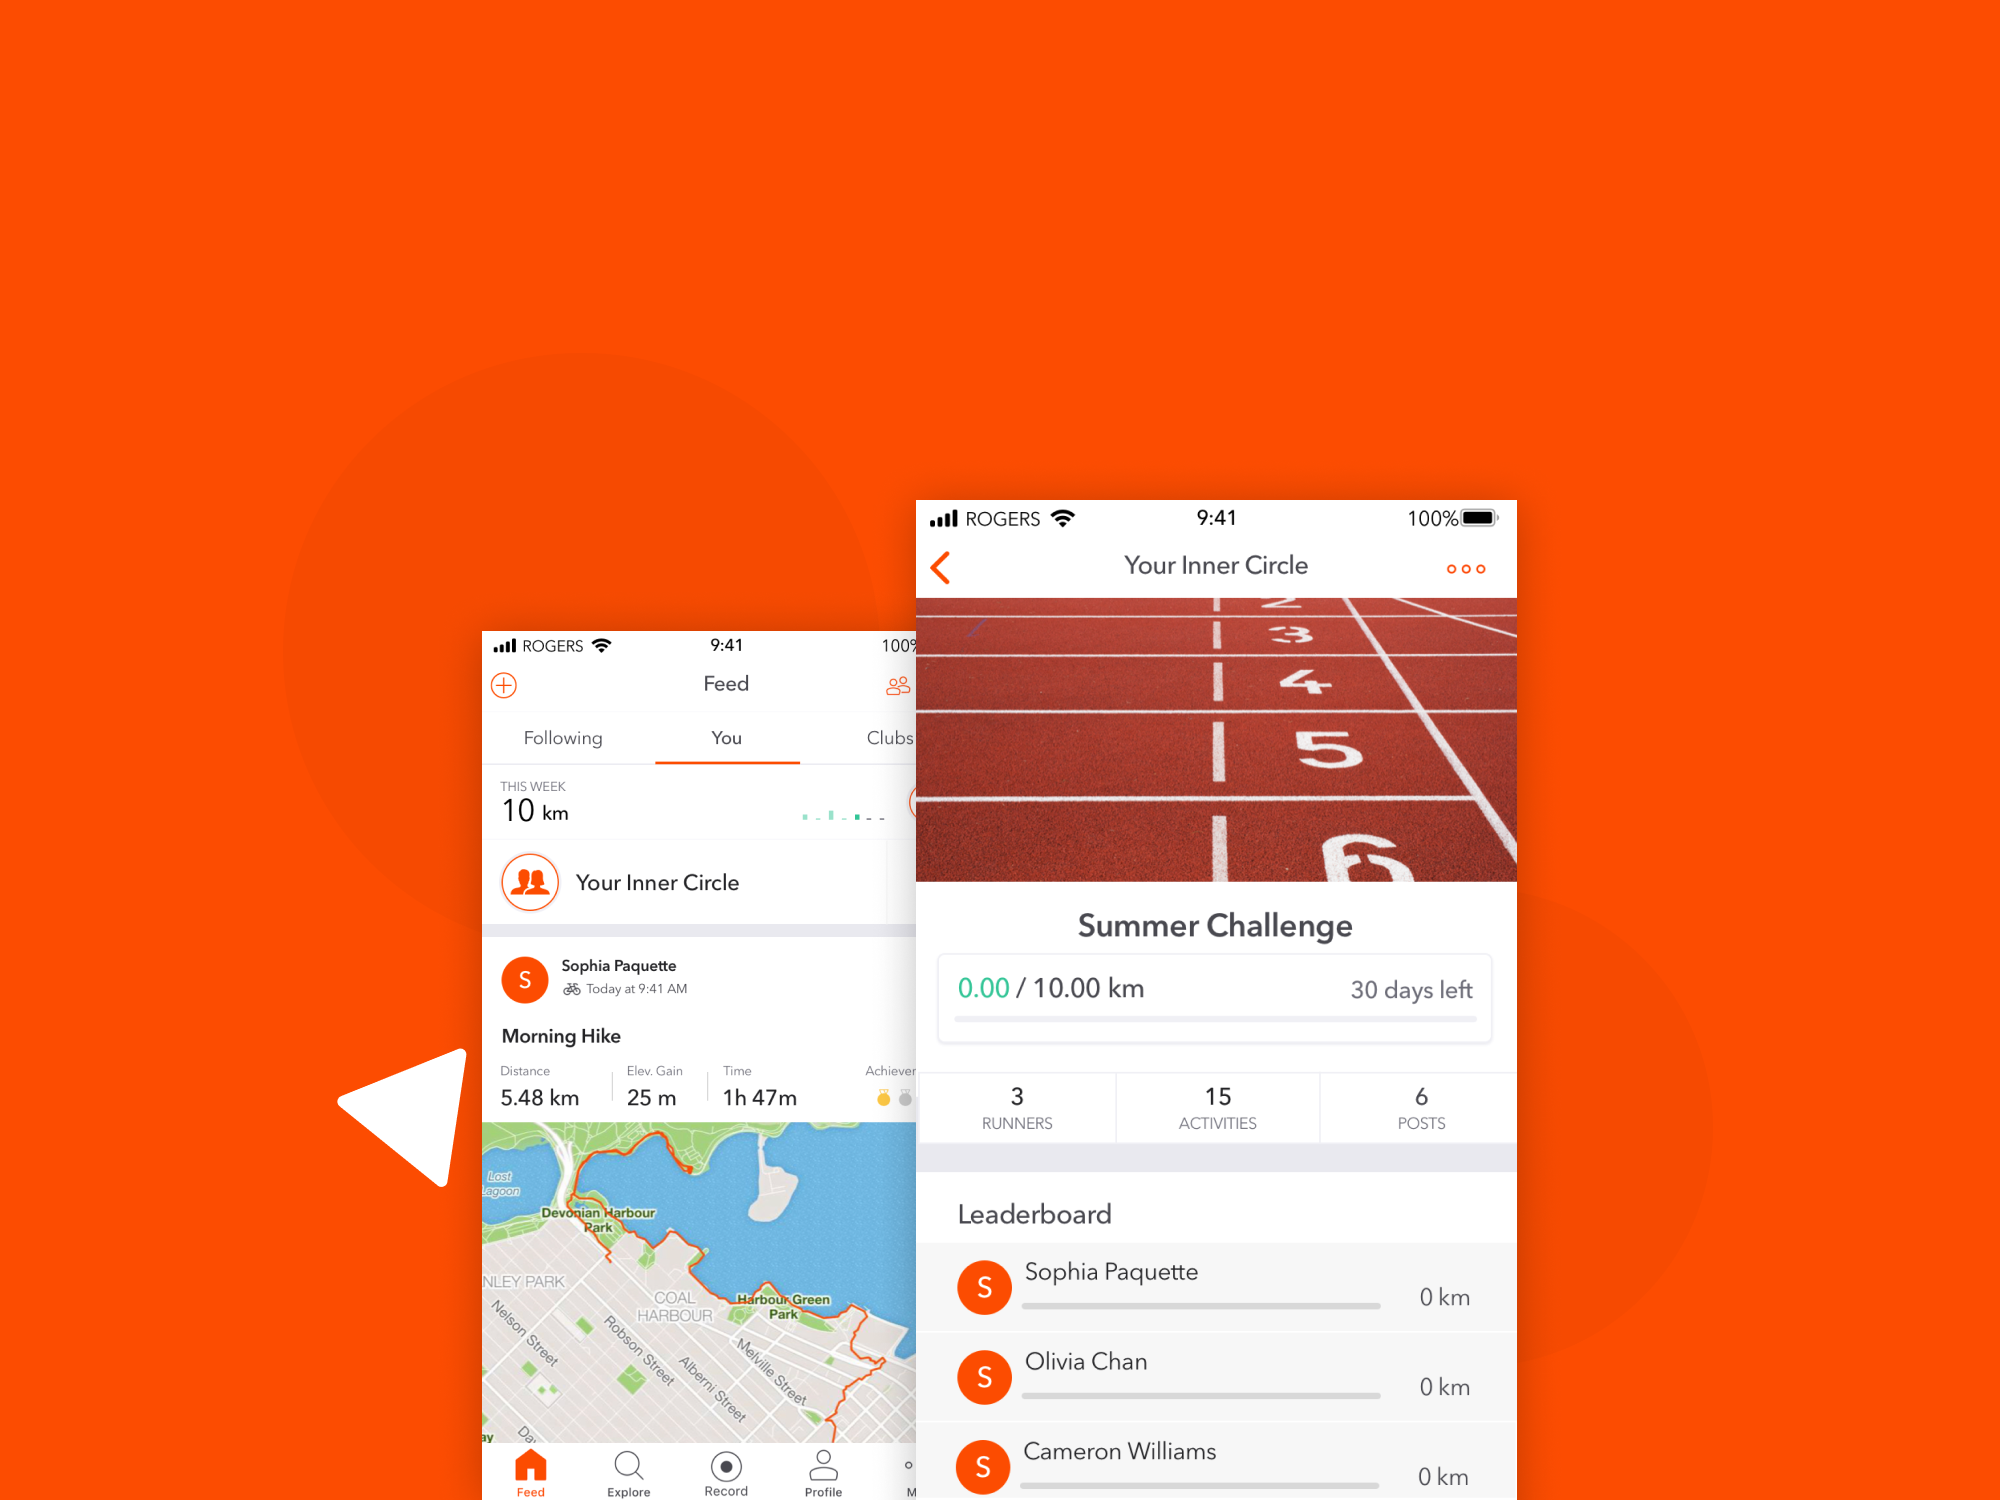 ROGERS
9:41
100%
Feed
Following
You
Clubs
THIS WEEK
10 km
Your Inner Circle
S
Sophia Paquette
Today at 9:41 AM
Morning Hike
Distance
Elev. Gain
Time
Achiever
5.48 km
25 m
1h 47m
Lost
Lagoon
Devonian Harbour
Park
NLEY PARK
COAL
HARBOUR
Harbour Green
Park
Nelson Street
Robson Street
Alberni Street
Melville Street
ay
Da
Feed
Explore
Record
Profile
M
ROGERS
9:41
100%
Your Inner Circle
2
3
4
5
6
Summer Challenge
0.00 / 10.00 km
30 days left
3
RUNNERS
15
ACTIVITIES
6
POSTS
Leaderboard
S
Sophia Paquette
0 km
S
Olivia Chan
0 km
S
Cameron Williams
0 km